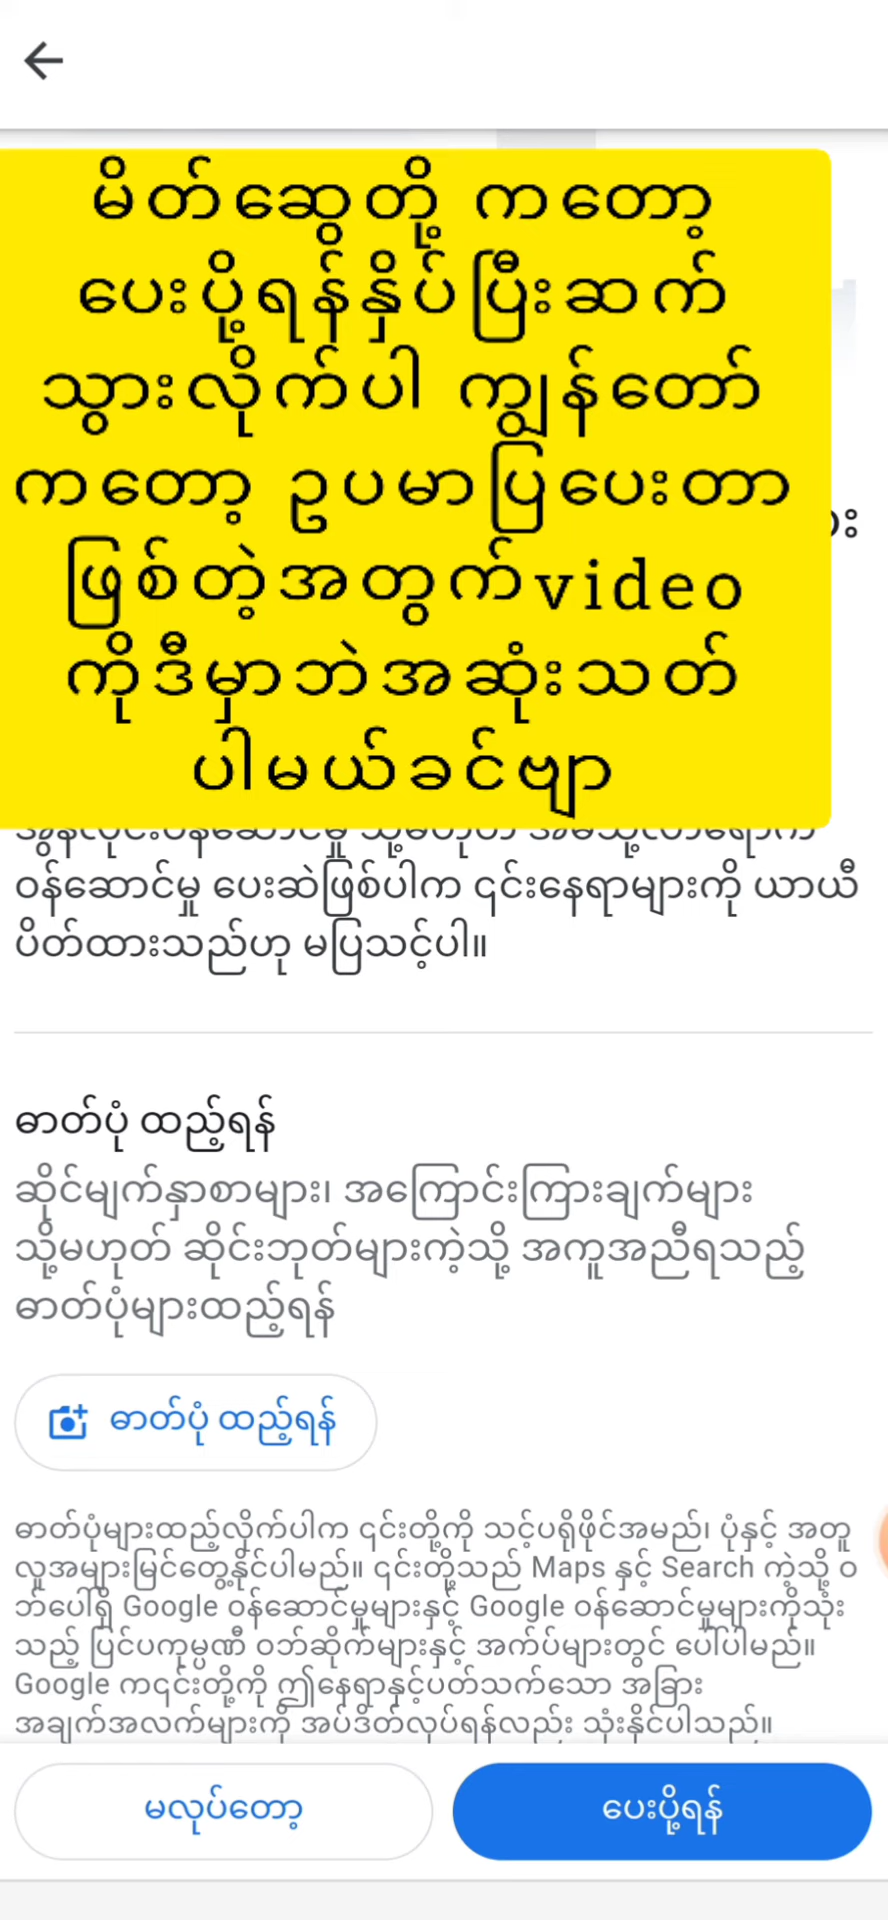 မိတ်ဆွေတို့ ကတော့
ပေးပို့ရန်နှိပ်ပြီးဆက်
သွားလိုက်ပါ ကျွန်တော်
ကတော့ ဥပမာပြပေးတာ
ဖြစ်တဲ့အတွက်video
ကိုဒီမှာဘဲအဆုံးသတ်
ပါမယ်ခင်ဗျာ
ဝန်ဆောင်မှု ပေးဆဲဖြစ်ပါက ၎င်းနေရာများကို ယာယီ
ပိတ်ထားသည်ဟု မပြသင့်ပါ။
ဓာတ်ပုံ ထည့်ရန်
ဆိုင်မျက်နှာစာများ၊ အကြောင်းကြားချက်များ
သို့မဟုတ် ဆိုင်းဘုတ်များကဲ့သို့ အကူအညီရသည့်
ဓာတ်ပုံများထည့်ရန်
ဓာတ်ပုံ ထည့်ရန်
ဓာတ်ပုံများထည့်လိုက်ပါက ၎င်းတို့ကို သင့်ပရိုဖိုင်အမည်၊ ပုံနှင့် အတူ
လူအများမြင်တွေ့နိုင်ပါမည်။ ၎င်းတို့သည် Maps နှင့် Search ကဲ့သို့ ဝ
ဘ်ပေါ်ရှိ Google ဝန်ဆောင်မှုများနှင့် Google ဝန်ဆောင်မှုများကိုသုံး
သည့် ပြင်ပကုမ္ပဏီ ဝဘ်ဆိုက်များနှင့် အက်ပ်များတွင် ပေါ်ပါမည်။
Google က၎င်းတို့ကို ဤနေရာနှင့်ပတ်သက်သော အခြား
အချက်အလက်များကို အပ်ဒိတ်လုပ်ရန်လည်း သုံးနိုင်ပါသည်။
မလုပ်တော့
ပေးပို့ရန်